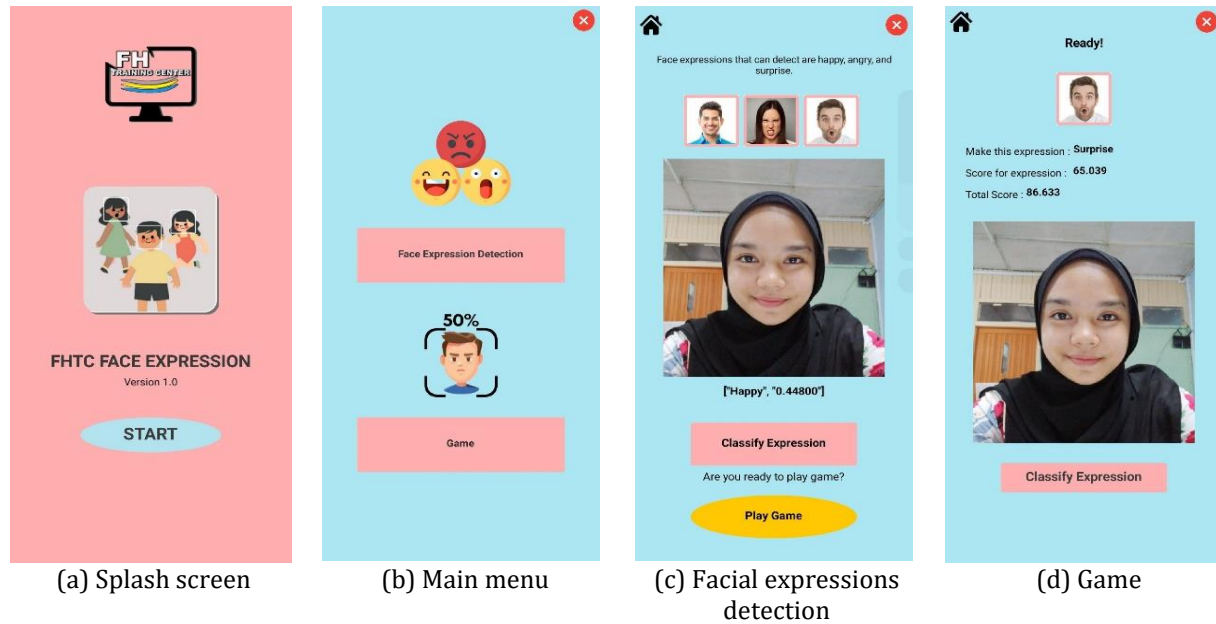 FH
TRAINING CENTER
FHTC FACE EXPRESSION
Version 1.0
START
(a) Splash screen
Face Expression Detection
50%
Game
(b) Main menu
Face expressions that can detect are happy, angry, and
surprise.
["Happy", "0.44800"]
Classify Expression
Are you ready to play game?
Play Game
(c) Facial expressions
detection
Ready!
Make this expression : Surprise
Score for expression : 65.039
Total Score : 86.633
Classify Expression
(d) Game